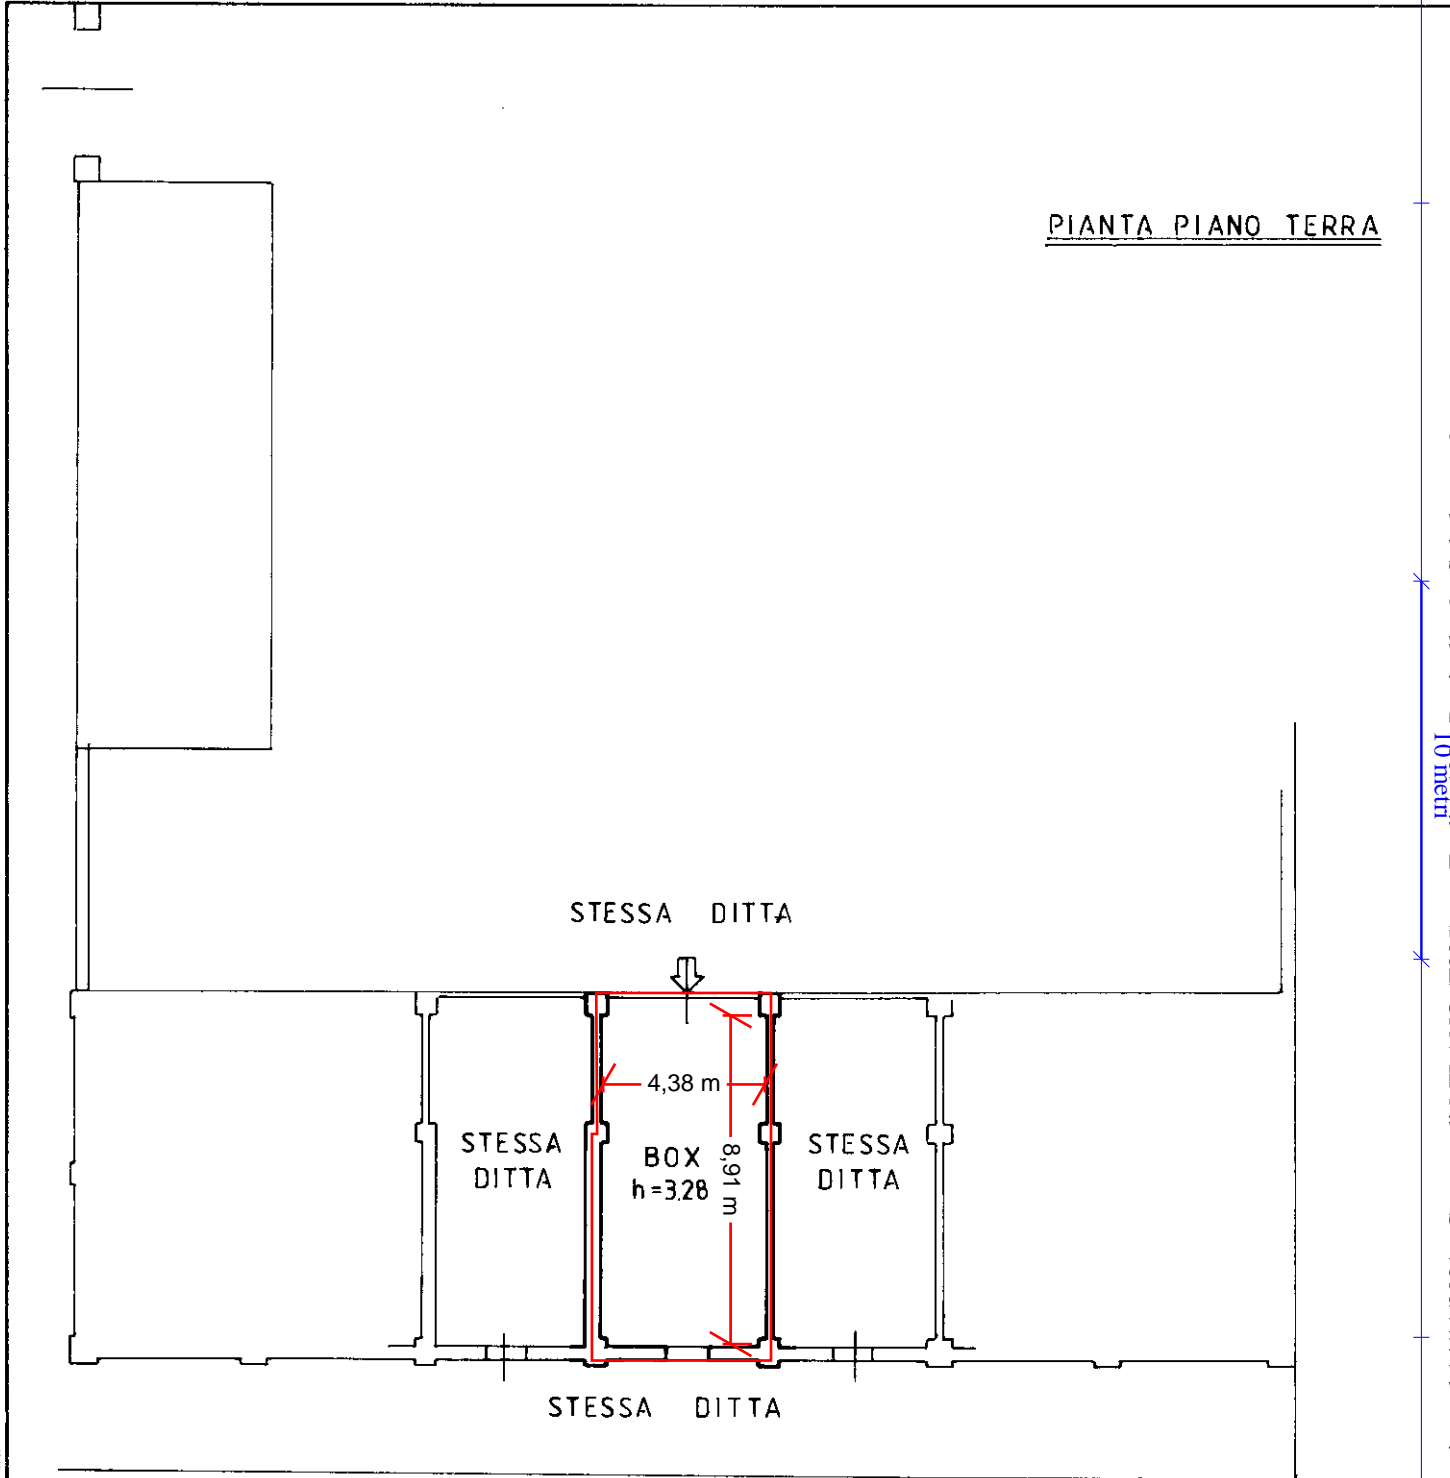 PIANTA PIANO TERRA
10 metri
STESSA DITTA
4,38 m
STESSA
DITTA
BOX
h=3,28
8,91 m
STESSA
DITTA
STESSA DITTA